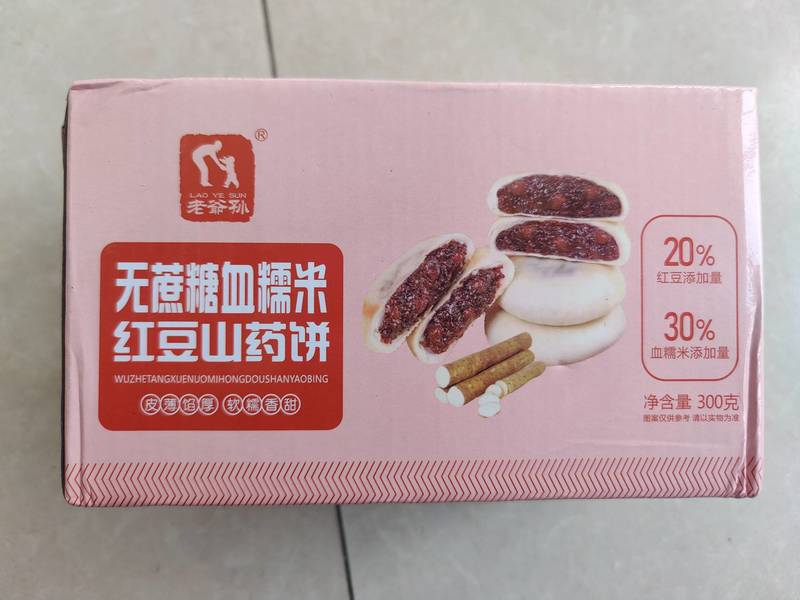 ®
LAO YE SUN
老爷孙
无蔗糖血糯米
红豆山药饼
WUZHETANGXUENUOMIHONGDOUSHANYAOBING
皮薄馅厚 软糯香甜
20%
红豆添加量
30%
血糯米添加量
净含量 300克
图案仅供参考 请以实物为准